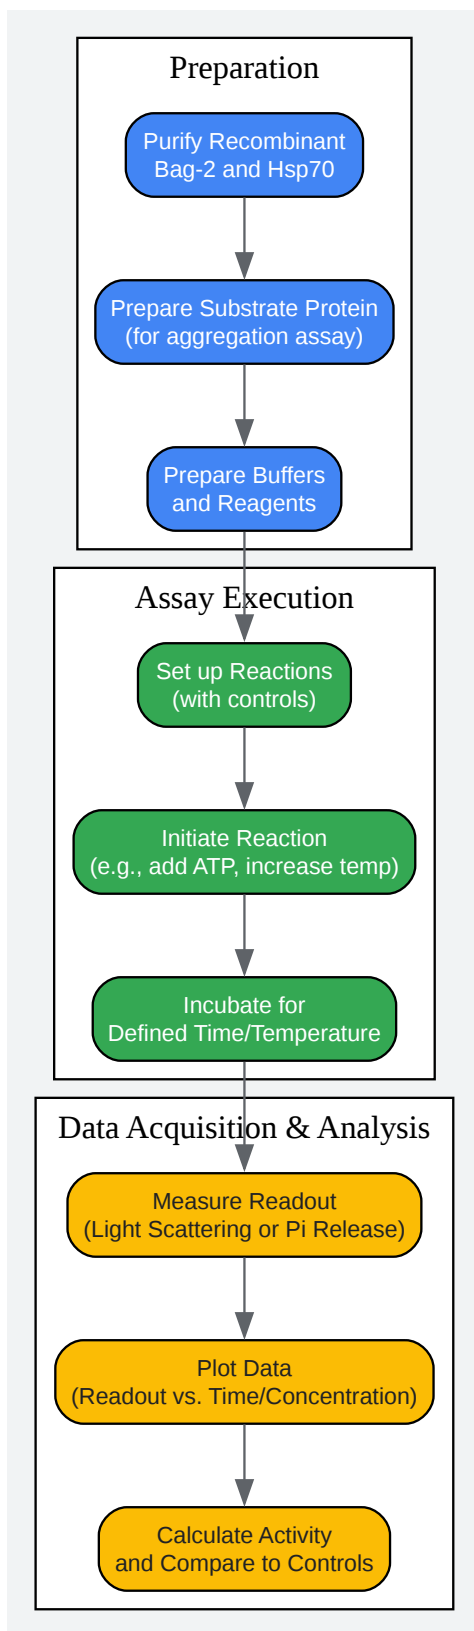 Preparation
Purify Recombinant
Bag-2 and Hsp70
Prepare Substrate Protein
(for aggregation assay)
Prepare Buffers
and Reagents
Assay Execution
Set up Reactions
(with controls)
Initiate Reaction
(e.g., add ATP, increase temp)
Incubate for
Defined Time/Temperature
Data Acquisition & Analysis
Measure Readout
(Light Scattering or Pi Release)
Plot Data
(Readout vs. Time/Concentration)
Calculate Activity
and Compare to Controls